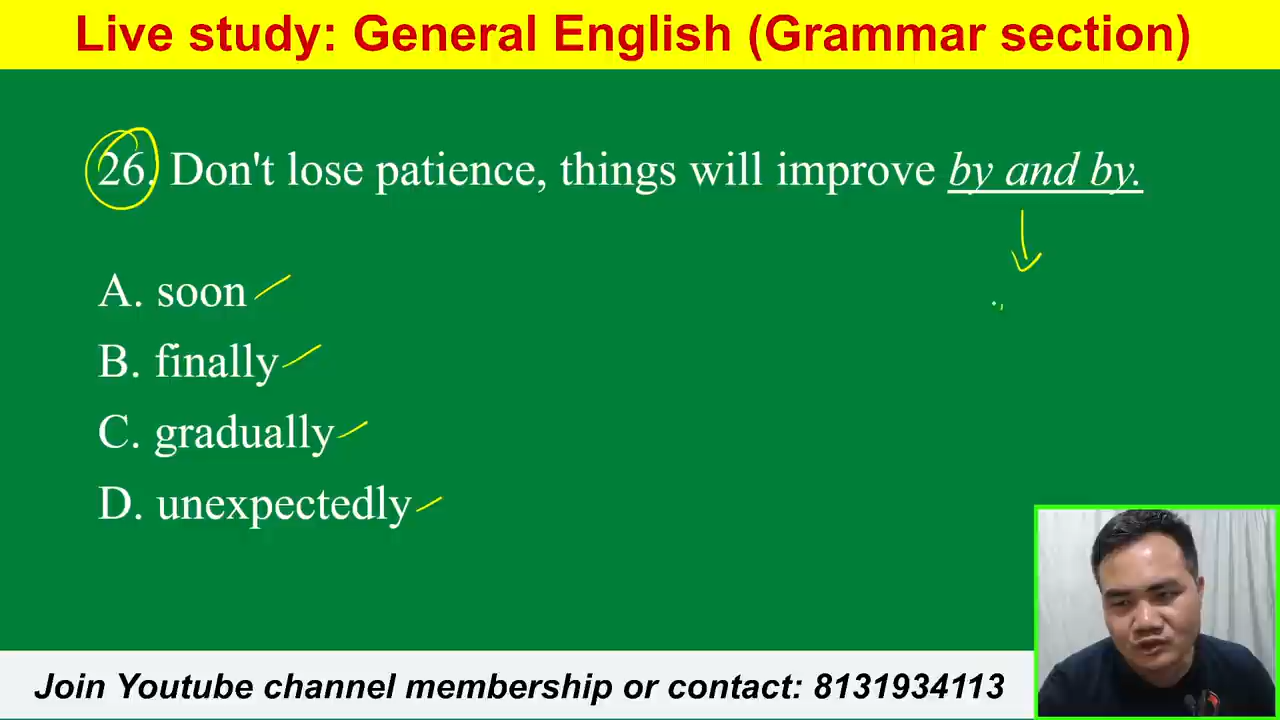 Live study: General English (Grammar section)
26. Don't lose patience, things will improve by and by.
A. soon
B. finally
C. gradually
D. unexpectedly
Join Youtube channel membership or contact: 8131934113